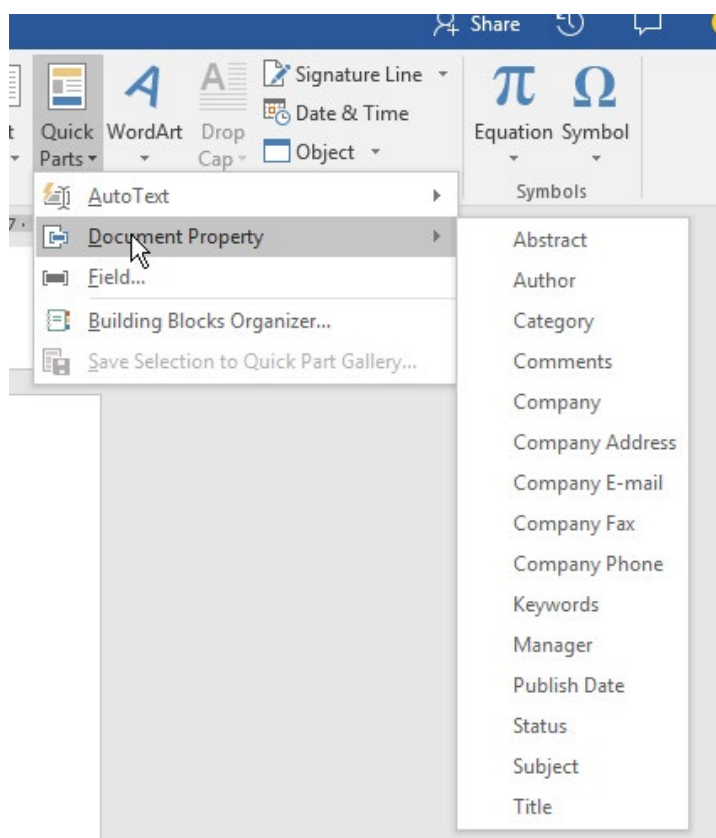 Share
Signature Line
Date & Time
Object
t
Quick Parts
WordArt
Drop Cap
Equation
Symbol
Symbols
7
AutoText
Document Property
Field...
Building Blocks Organizer...
Save Selection to Quick Part Gallery...
Abstract
Author
Category
Comments
Company
Company Address
Company E-mail
Company Fax
Company Phone
Keywords
Manager
Publish Date
Status
Subject
Title